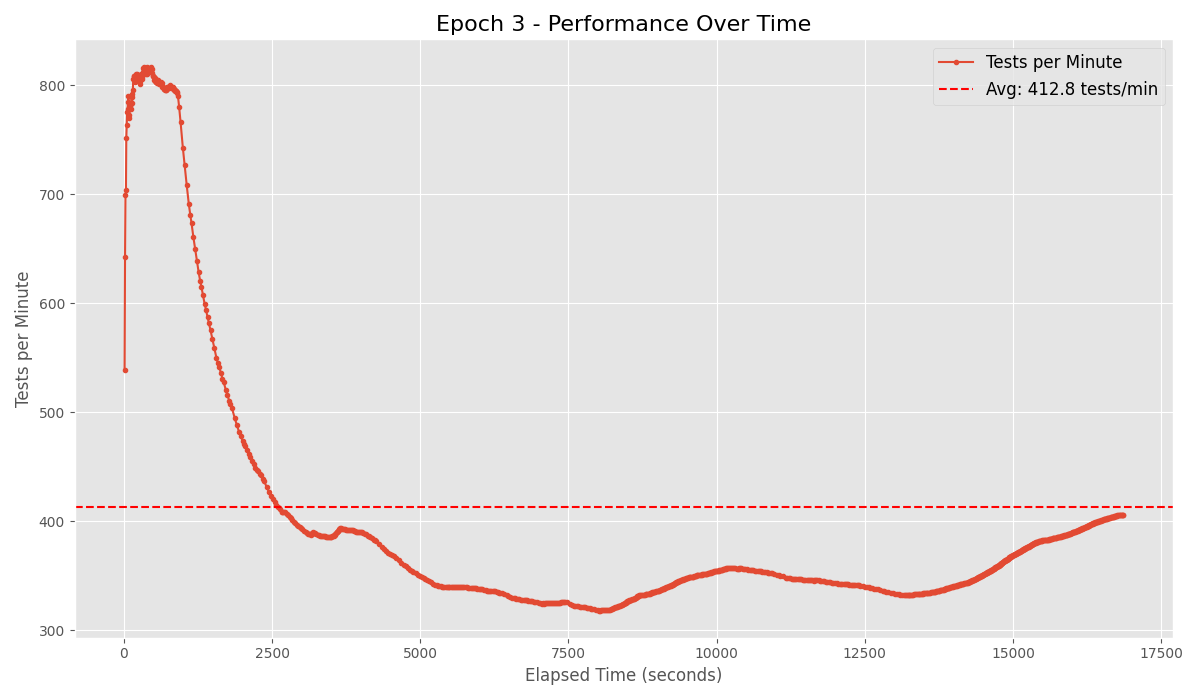 Epoch 3 - Performance Over Time
Tests per Minute
Avg: 412.8 tests/min
Tests per Minute
800
700
600
500
400
300
0
2500
5000
7500
10000
12500
15000
17500
Elapsed Time (seconds)